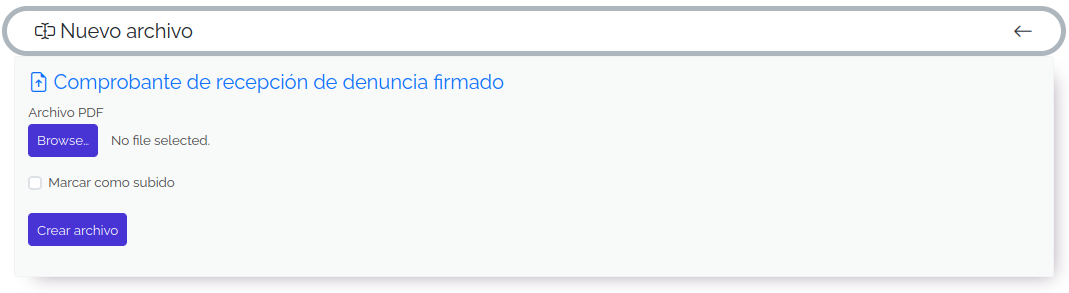 Nuevo archivo
Comprobante de recepción de denuncia firmado
Archivo PDF
Browse... No file selected.
Marcar como subido
Crear archivo